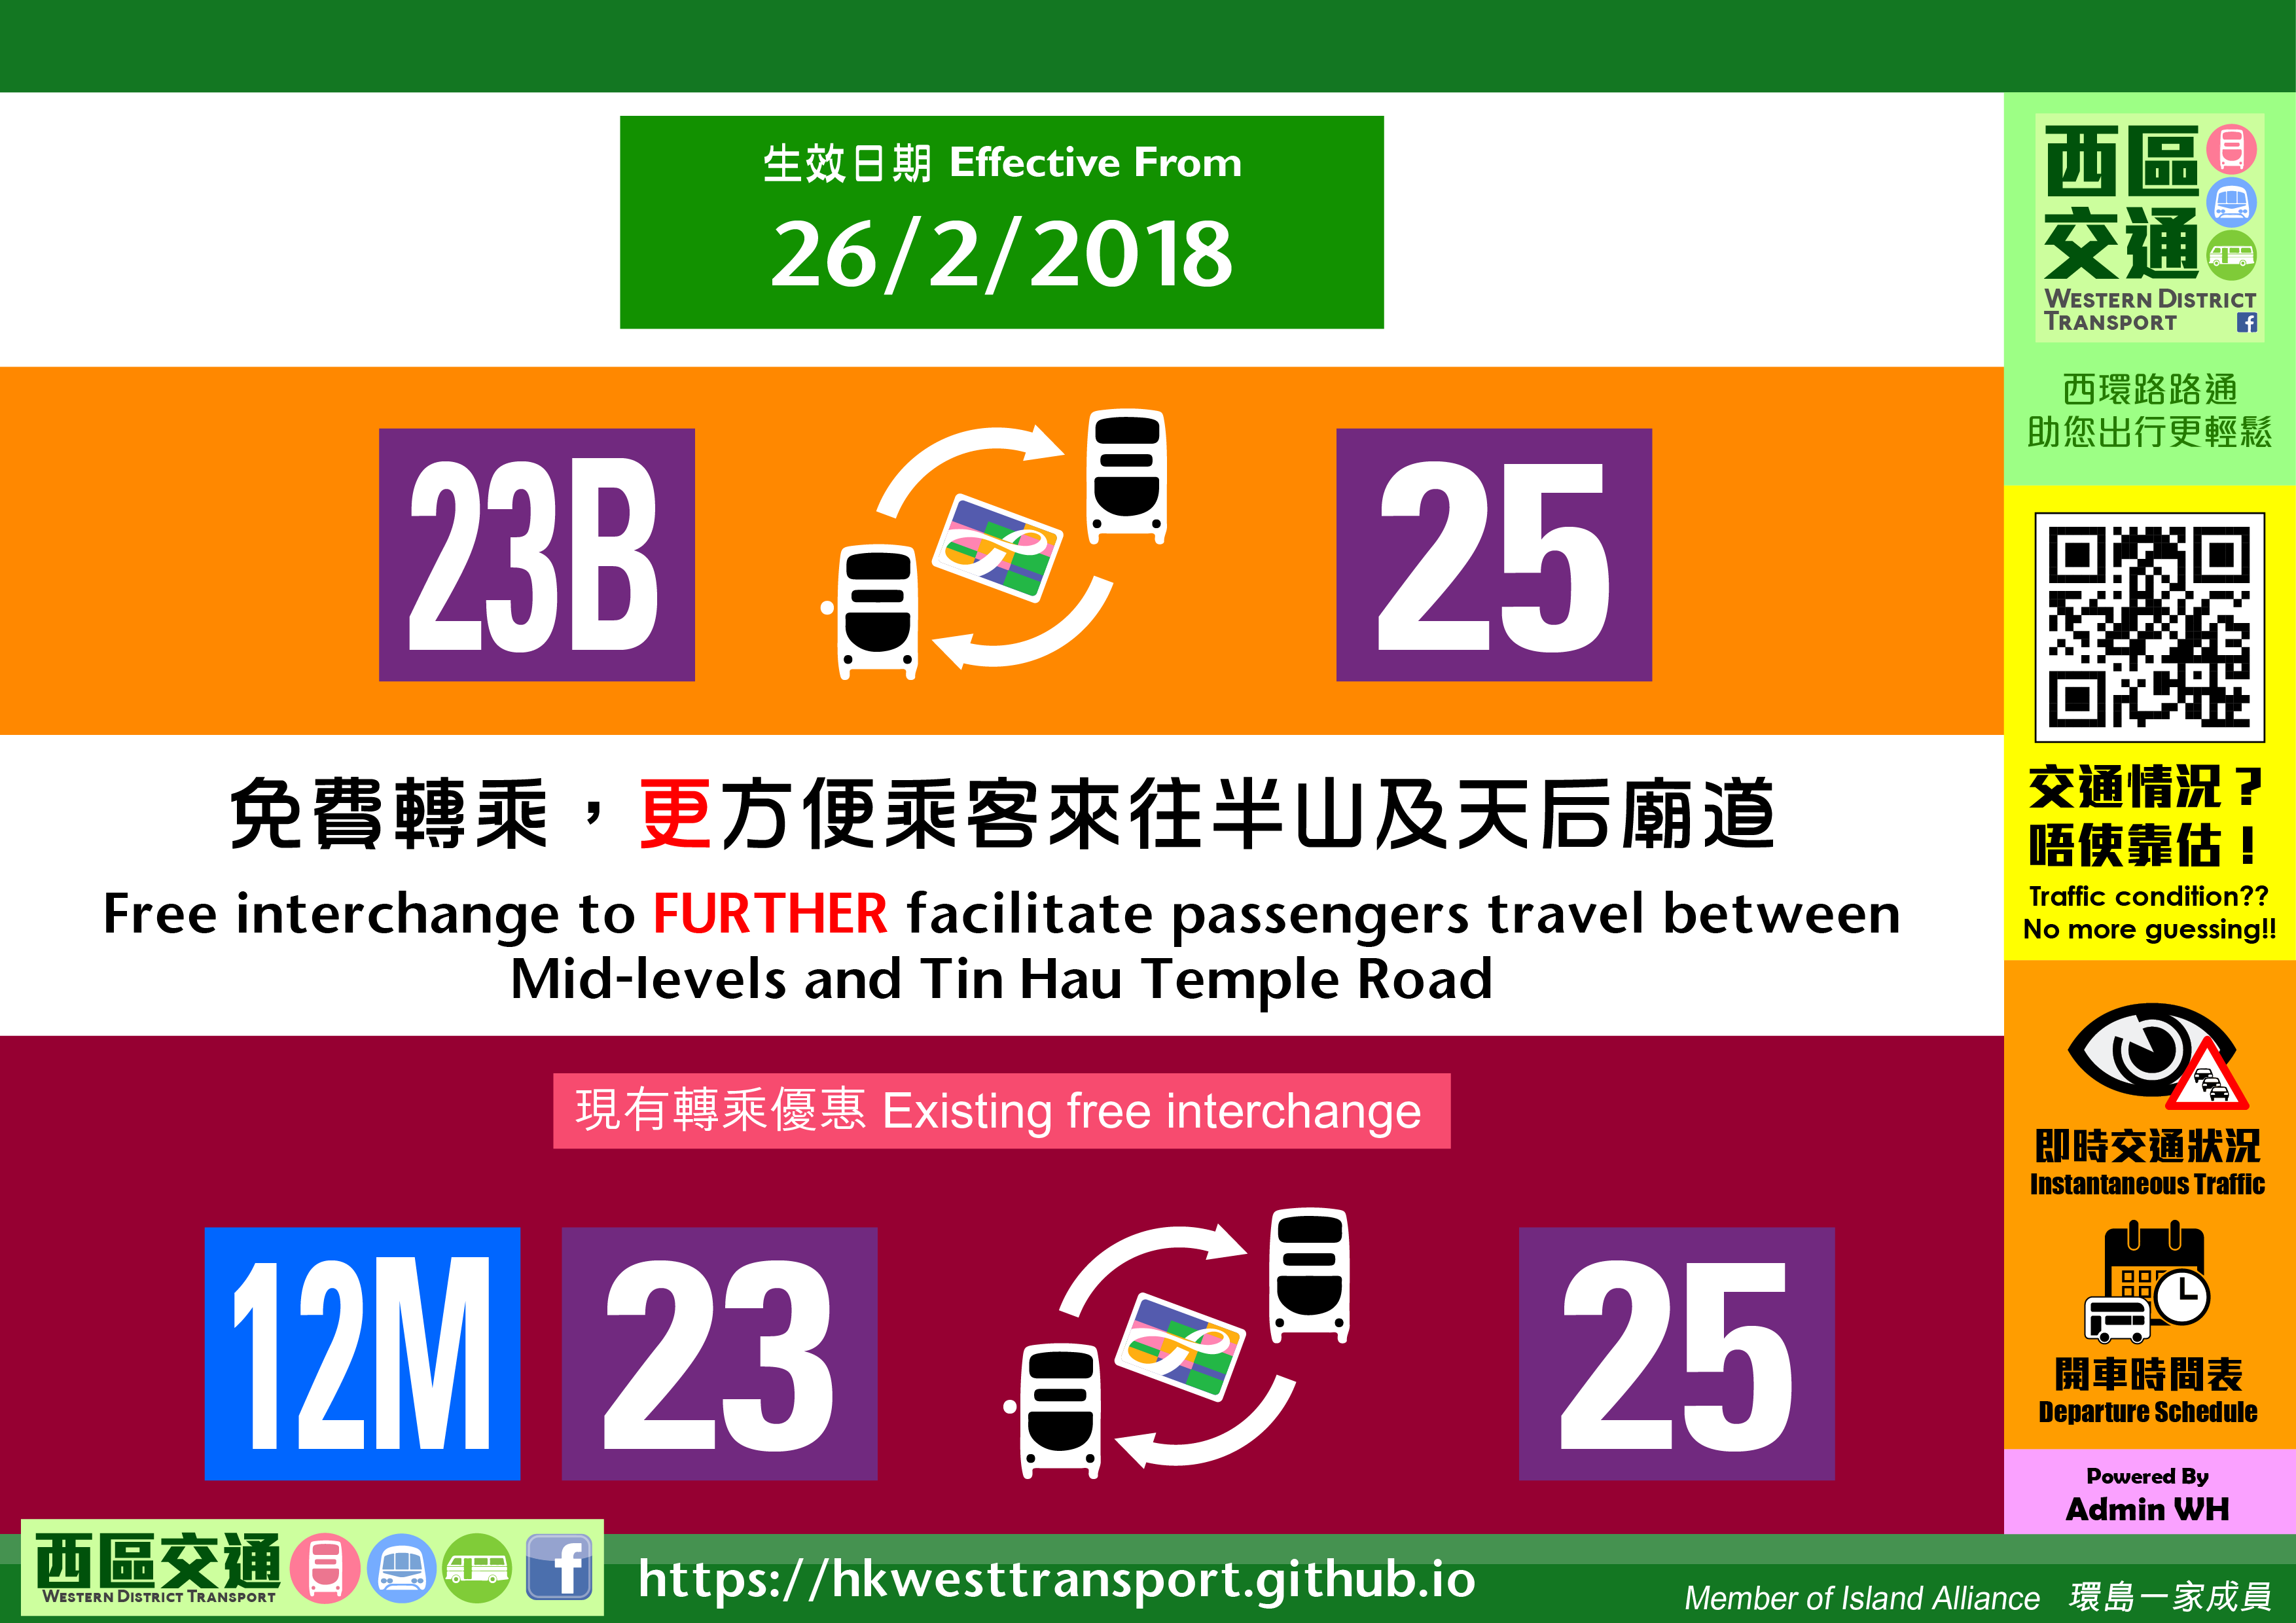 生效日期 Effective From
26/2/2018
23B
25
免費轉乘，更方便乘客來往半山及天后廟道
Free interchange to FURTHER facilitate passengers travel between
Mid-levels and Tin Hau Temple Road
現有轉乘優惠 Existing free interchange
12M
23
25
西區交通
WESTERN DISTRICT TRANSPORT
f
https://hkwesttransport.github.io
Member of Island Alliance 環島一家成員
西區
交通
WESTERN DISTRICT
TRANSPORT
f
西環路路通
助您出行更輕鬆
交通情況？
唔使靠估！
Traffic condition??
No more guessing!!
即時交通狀況
Instantaneous Traffic
開車時間表
Departure Schedule
Powered By
Admin WH